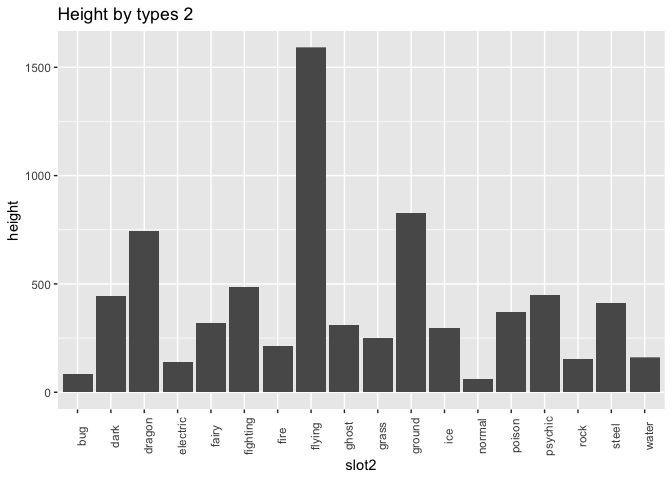 Height by types 2
height
1500
1000
500
0
bug
dark
dragon
electric
fairy
fighting
fire
flying
ghost
grass
ground
ice
normal
poison
psychic
rock
steel
water
slot2